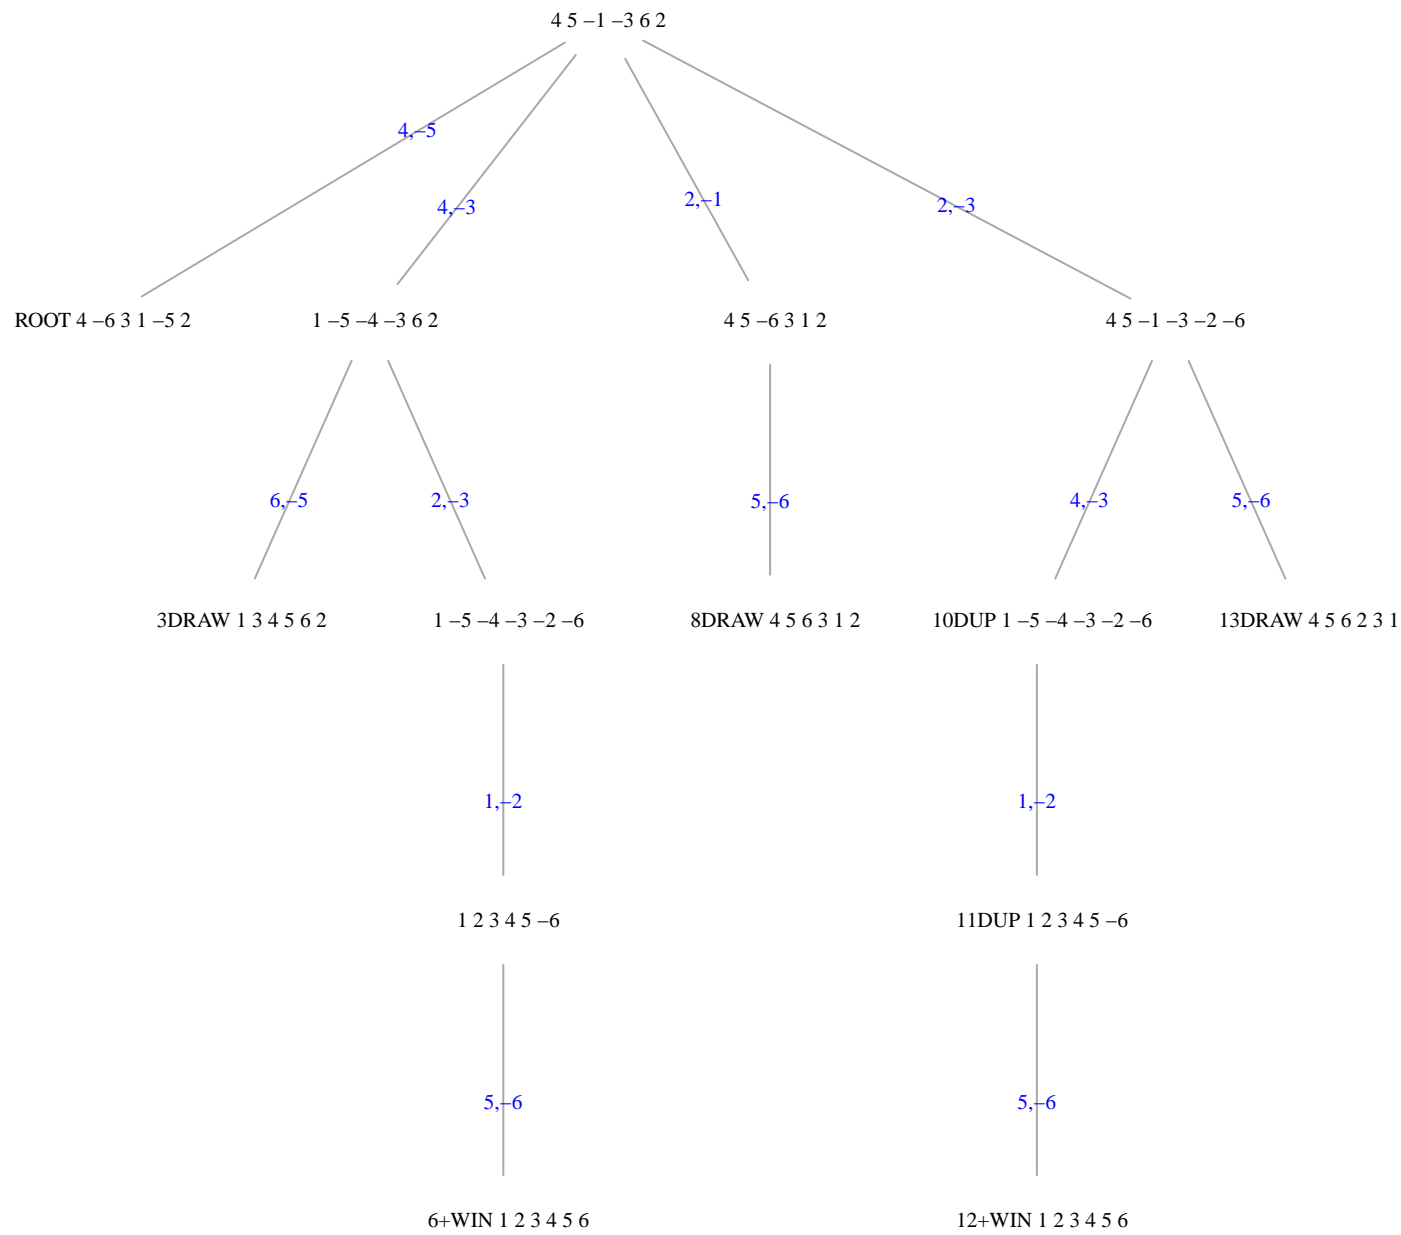 4 5 –1 –3 6 2
4,–5
4,–3
2,–1
2,–3
ROOT 4 –6 3 1 –5 2
1 –5 –4 –3 6 2
4 5 –6 3 1 2
4 5 –1 –3 –2 –6
6,–5
2,–3
5,–6
4,–3
5,–6
3DRAW 1 3 4 5 6 2
1 –5 –4 –3 –2 –6
8DRAW 4 5 6 3 1 2
10DUP 1 –5 –4 –3 –2 –6
13DRAW 4 5 6 2 3 1
1,–2
1,–2
1 2 3 4 5 –6
11DUP 1 2 3 4 5 –6
5,–6
5,–6
6+WIN 1 2 3 4 5 6
12+WIN 1 2 3 4 5 6